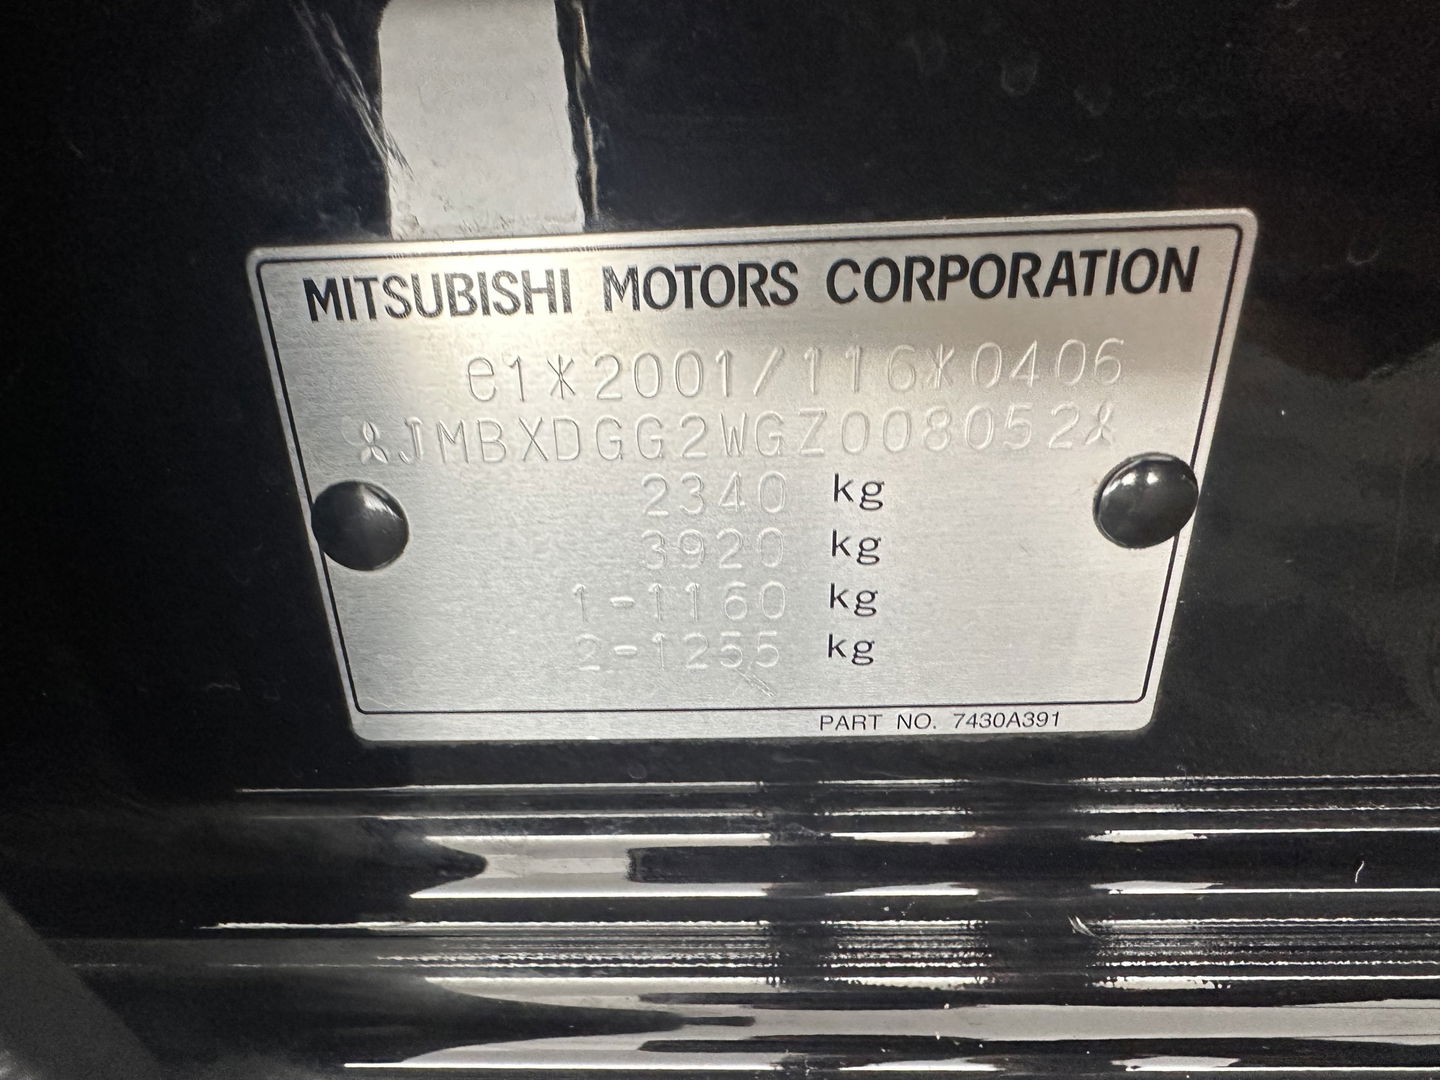 MITSUBISHI MOTORS CORPORATION
e1*2001/116*0406
JMBXDGG2WGZ008052
2340 kg
3920 kg
1-1160 kg
2-1255 kg
PART NO. 7430A391